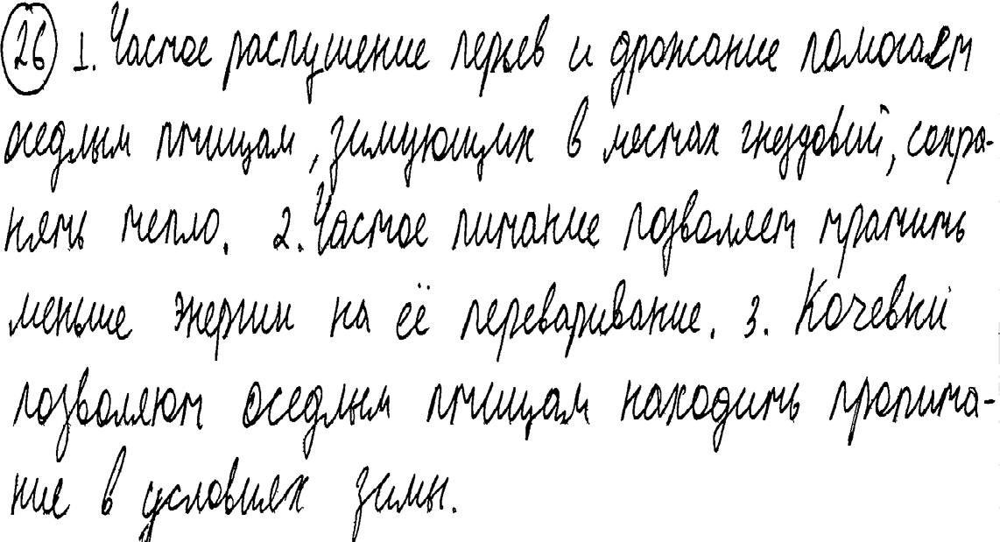 26 1. Частое распушение перьев и дрожание помогает
оседлым птицам, зимующих в местах гнездовий, сохра-
нять тепло. 2. Частое питание позволяет тратить
меньше энергии на её переваривание. 3. Кочевки
позволяют оседлым птицам находить пропита-
ние в условиях зимы.